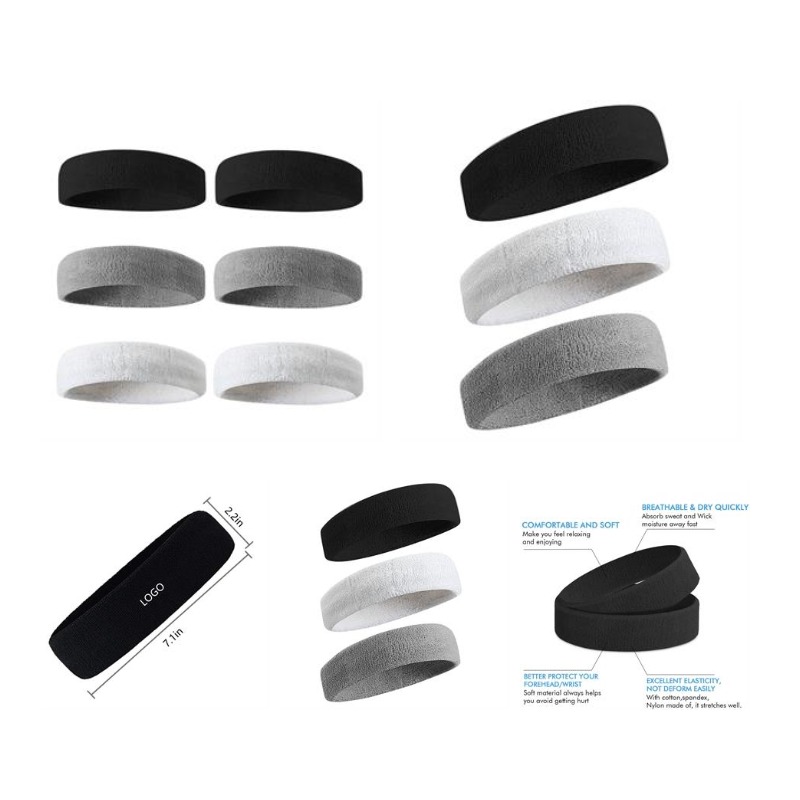 2.2in
LOGO
7.1in
COMFORTABLE AND SOFT
Make you feel relaxing
and enjoying
BREATHABLE & DRY QUICKLY
Absorb sweat and Wick
moisture away fast
BETTER PROTECT YOUR
FOREHEAD/WRIST
Soft material always helps
you avoid getting hurt
EXCELLENT ELASTICITY,
NOT DEFORM EASILY
With cotton,spandex,
Nylon made of, it stretches well.